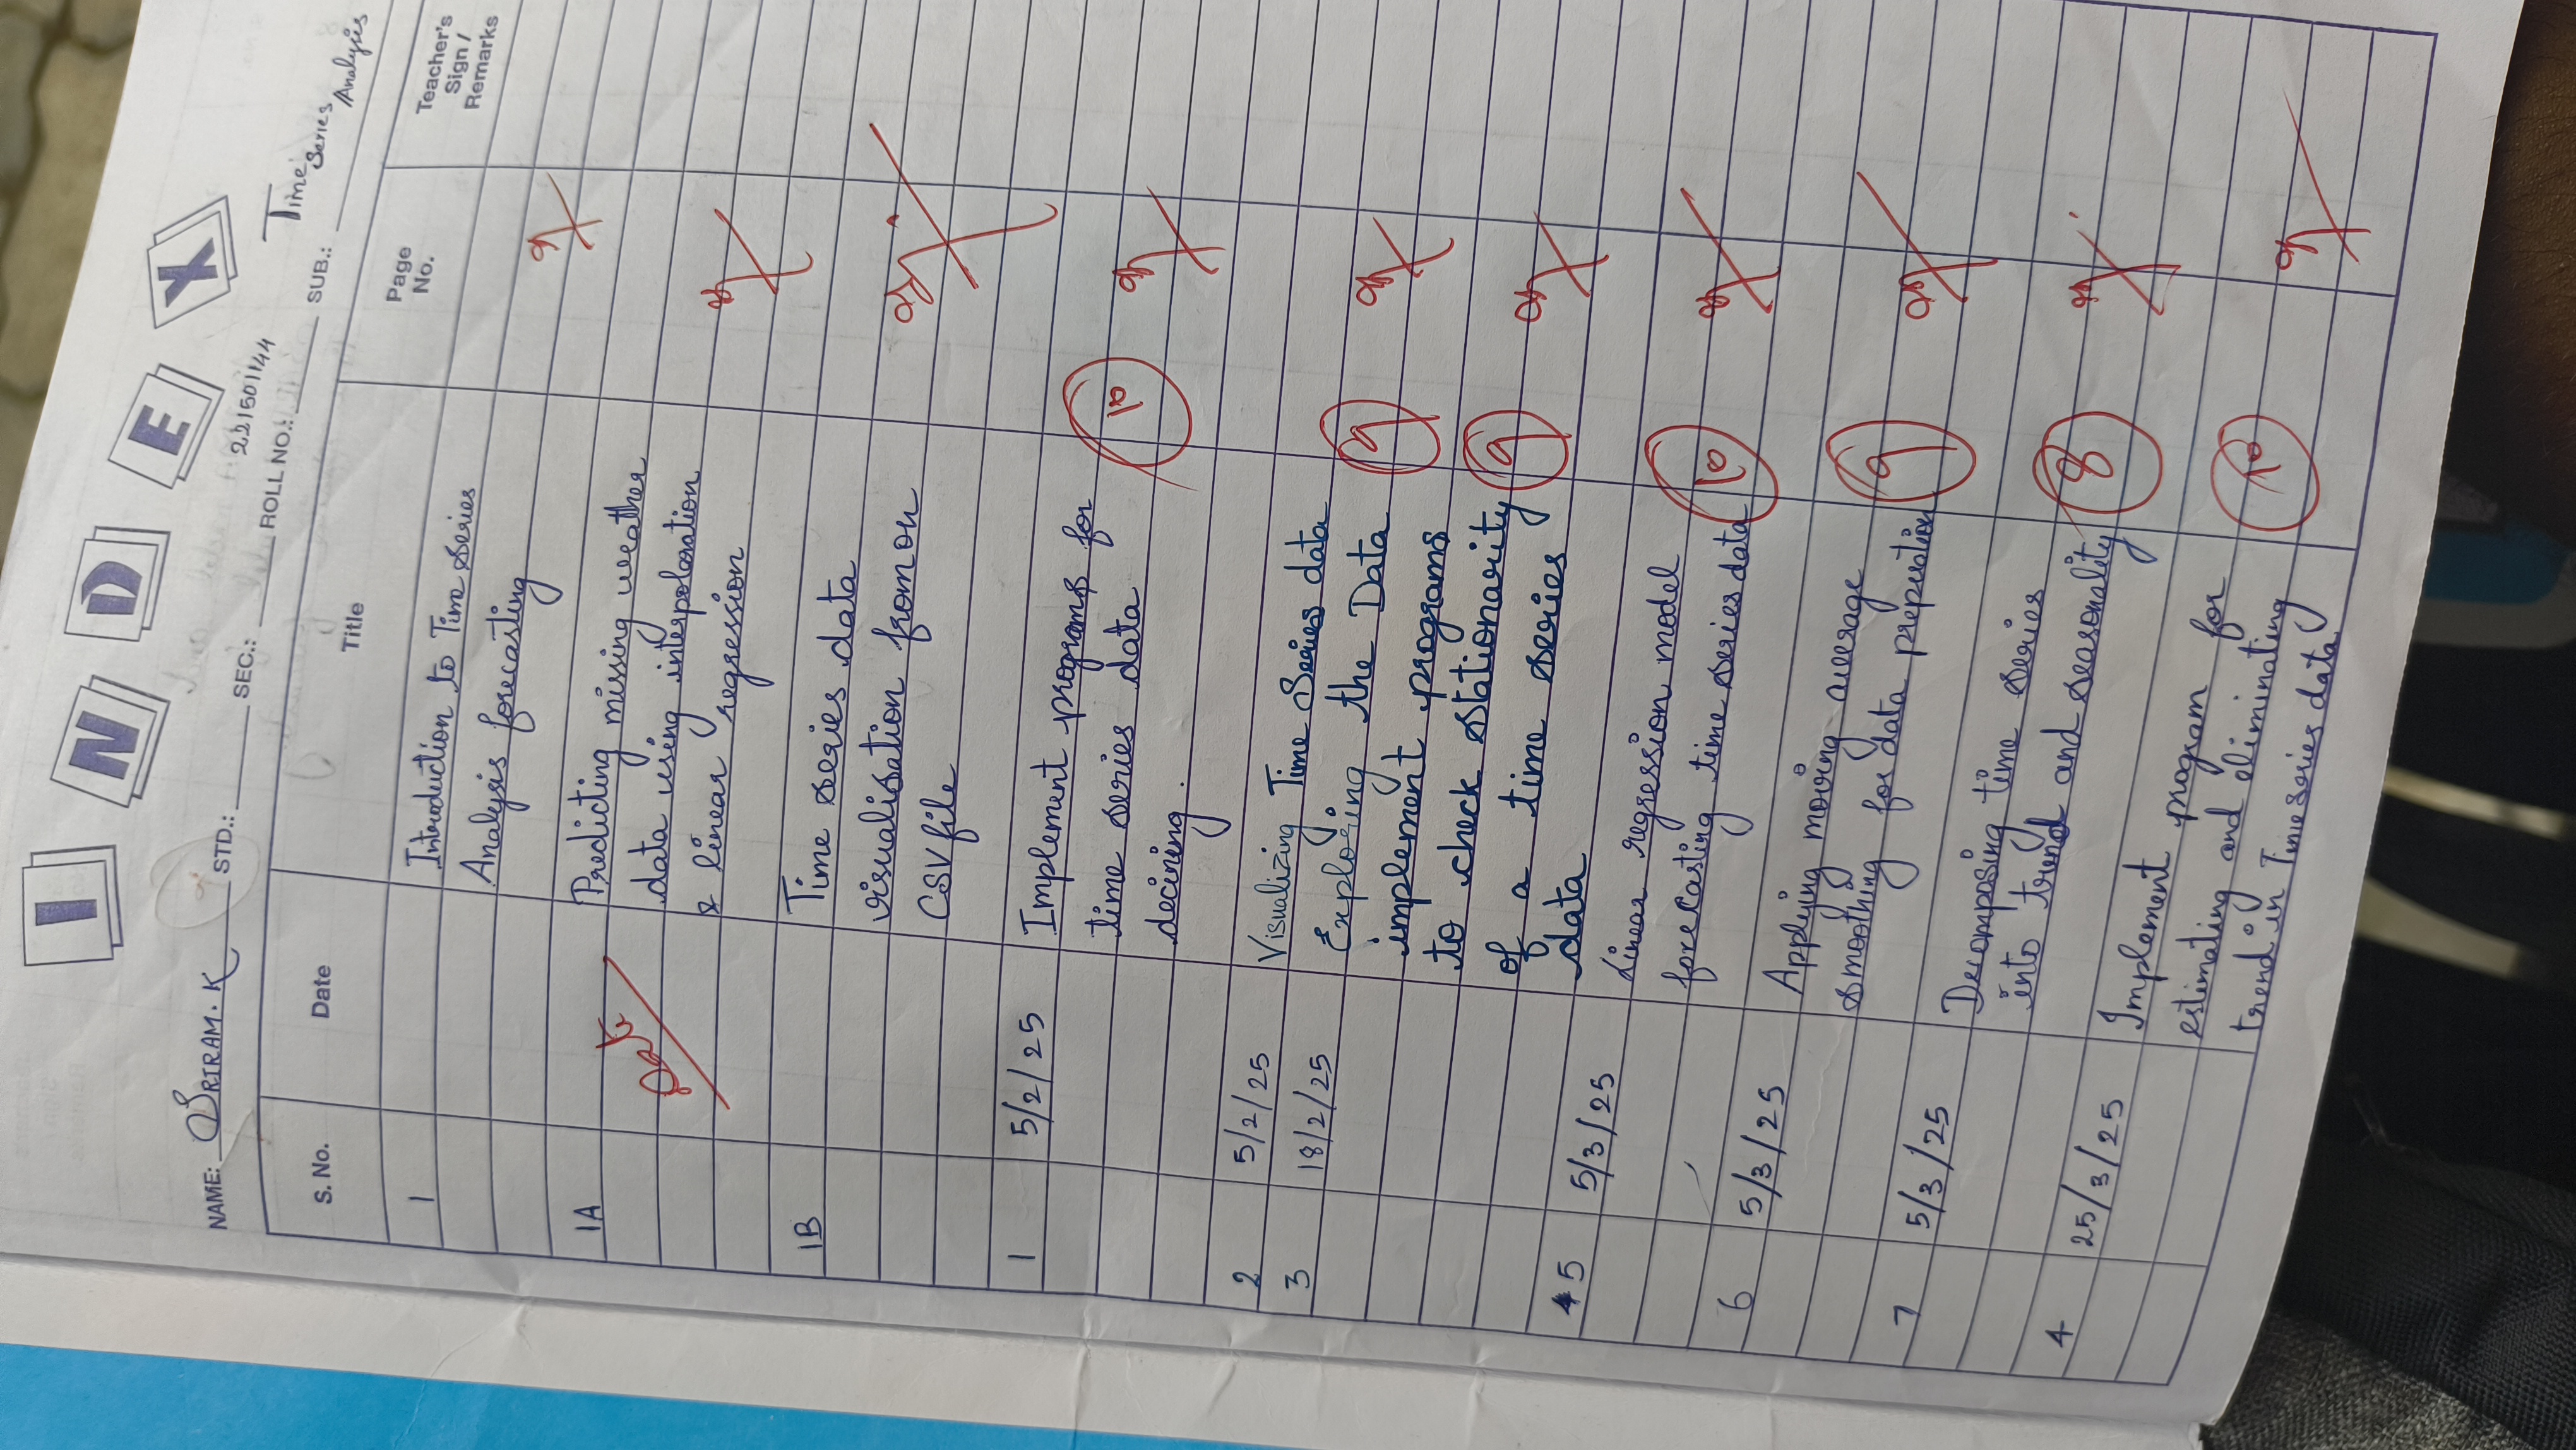 INDEX
NAME: SRIRAM.K STD.: SEC.: ROLL NO.: 221501144 SUB.: Time Series Analysis
S. No. Date Title Page No. Teacher's Sign / Remarks
1 Introduction to Time series
Analysis forecasting
1A Predicting missing weather
data using interploration
& linear regression
1B Time series data
visualisation from on
CSV file
1 5/2/25 Implement programs for
time series data 10
decining.
2 5/2/25 Visualizing Time Series data
3 18/2/25 Exploring the Data 9
implement programs
to check stationarity 9
of a time series
data
5 5/3/25 Linear regression model
forecasting time series data 10
6 5/3/25 Applying moving average
smoothing for data prepration 9
7 5/3/25 Decomposing time series
into trend and seasonality 8
4 25/3/25 Implement program for
estimating and eliminating 10
trend in Time series data